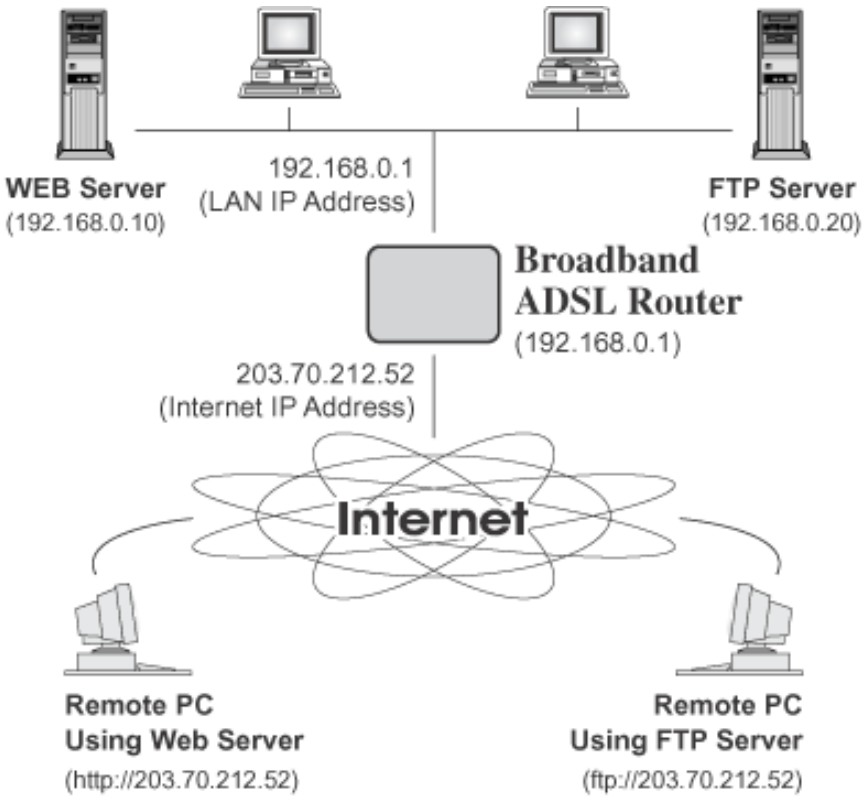 WEB Server
(192.168.0.10)
192.168.0.1
(LAN IP Address)
FTP Server
(192.168.0.20)
Broadband
ADSL Router
(192.168.0.1)
203.70.212.52
(Internet IP Address)
Internet
Remote PC
Using Web Server
(http://203.70.212.52)
Remote PC
Using FTP Server
(ftp://203.70.212.52)